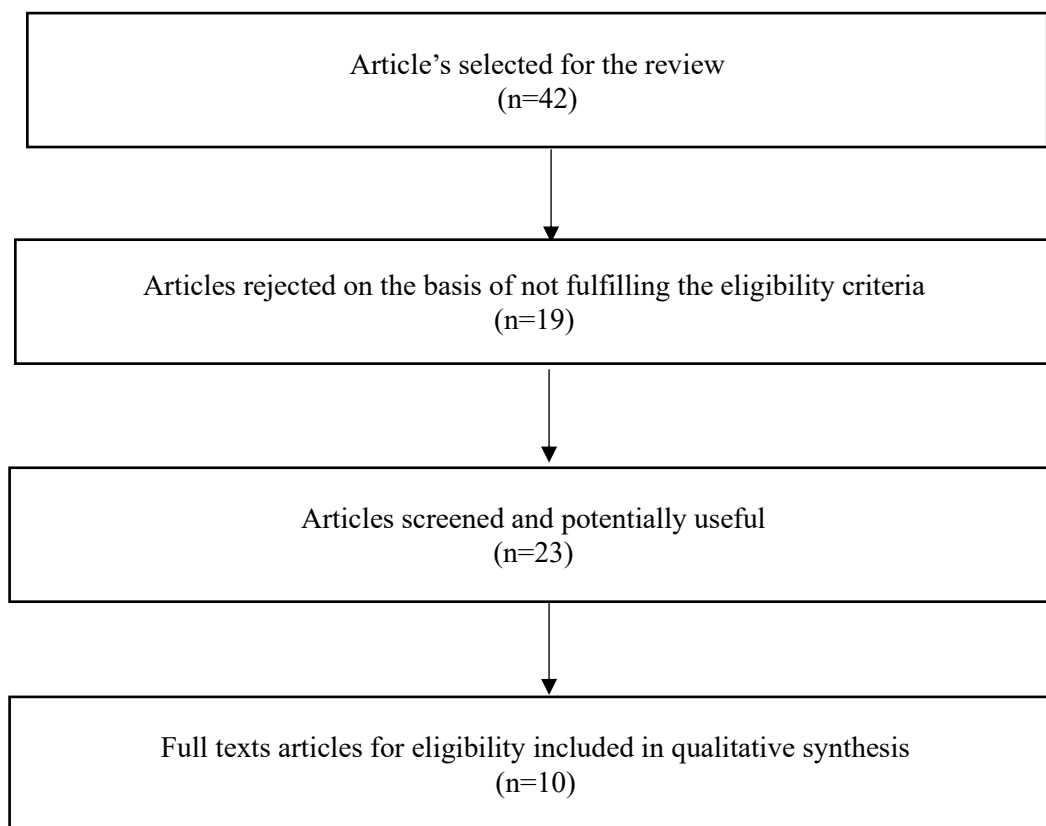 Article’s selected for the review
(n=42)
Articles rejected on the basis of not fulfilling the eligibility criteria
(n=19)
Articles screened and potentially useful
(n=23)
Full texts articles for eligibility included in qualitative synthesis
(n=10)